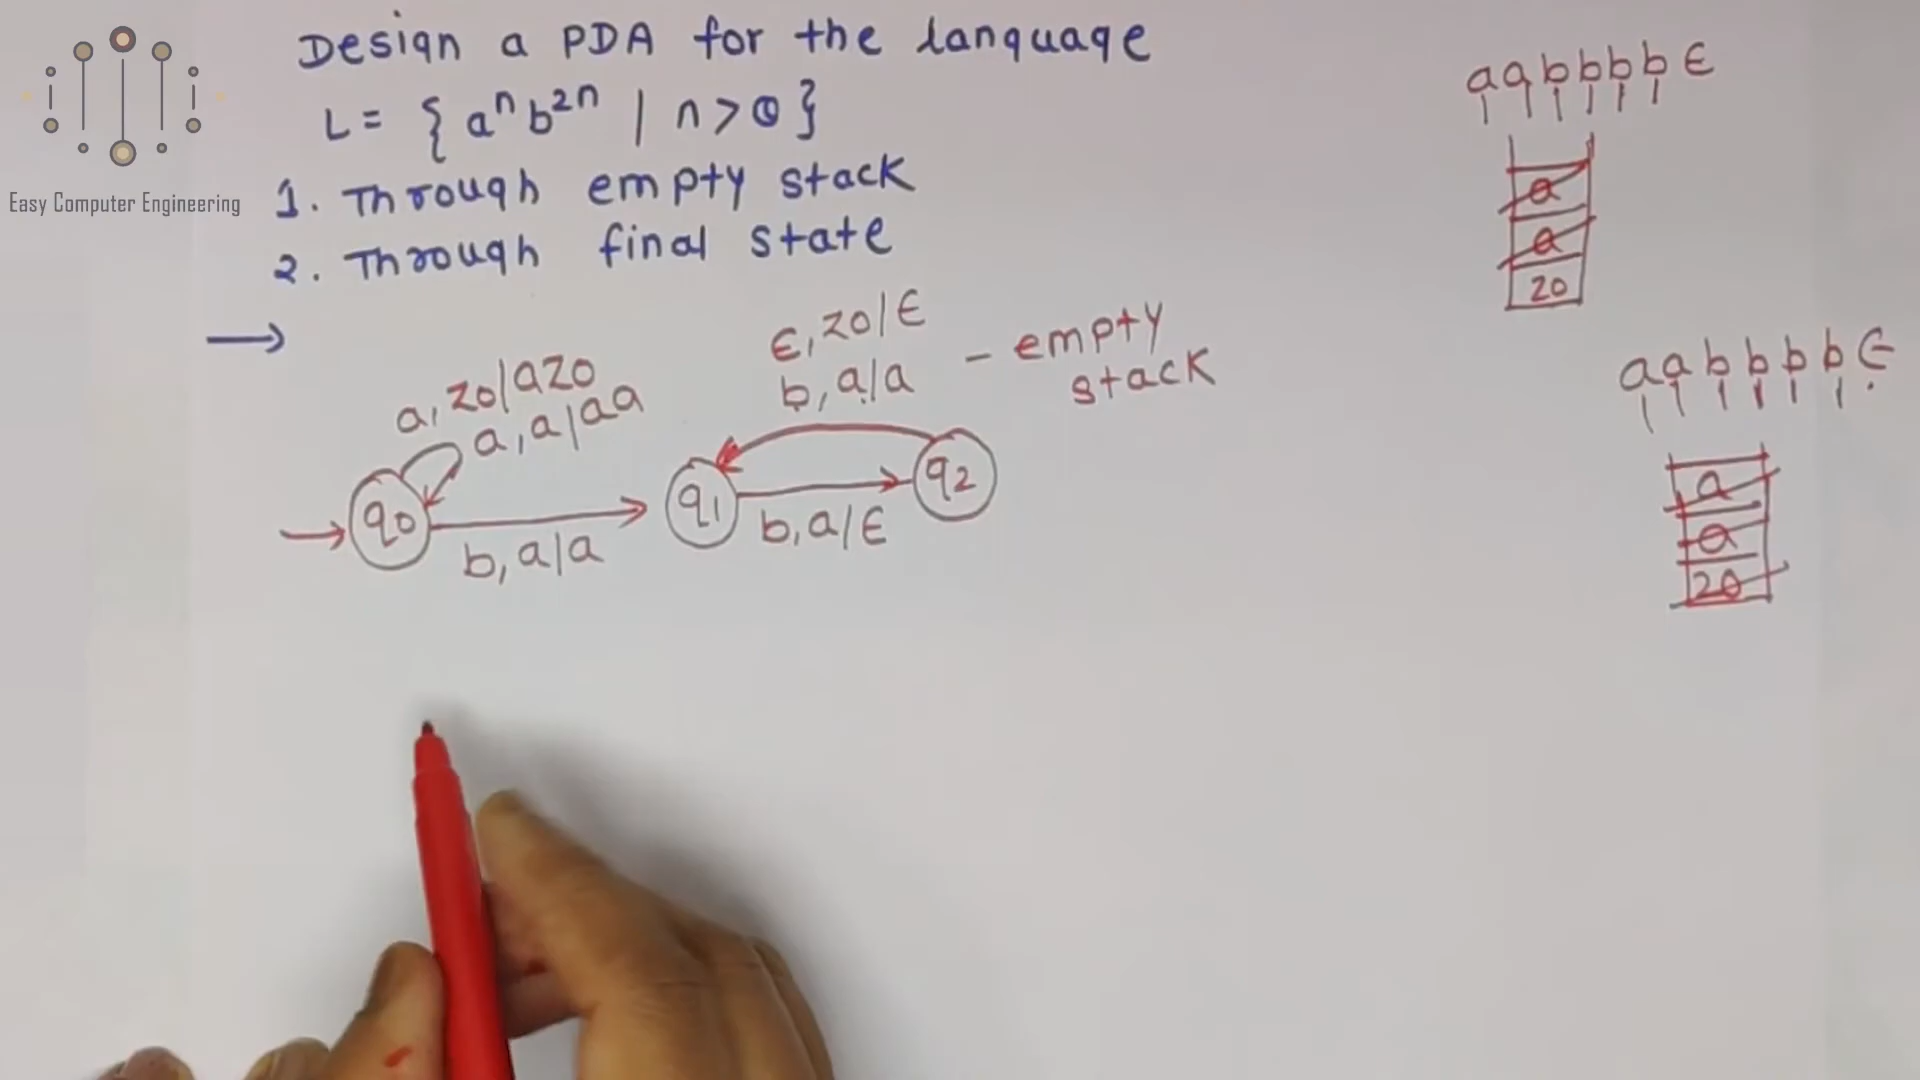 Design a PDA for the language
L = { aⁿb²ⁿ | n > 0 }
1. Through empty stack
2. Through final state
Easy Computer Engineering
aabbbbϵ
a
a
z0
ϵ, z0/ϵ
b, a/a
- empty
stack
a, z0/az0
a, a/aa
q0
b, a/a
q1
b, a/ϵ
q2
aabbbbϵ
a
a
z0